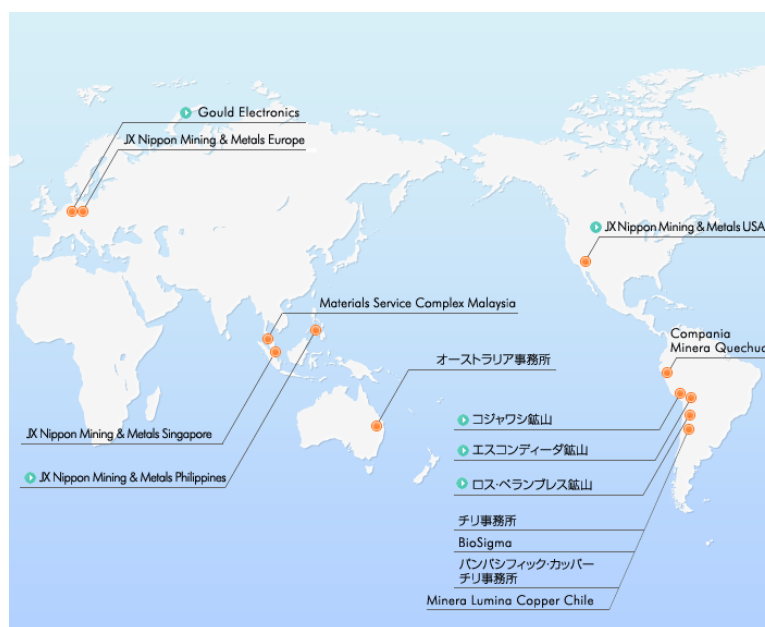 Gould Electronics
JX Nippon Mining & Metals Europe
JX Nippon Mining & Metals USA
Materials Service Complex Malaysia
Compania
Minera Quechua
オーストラリア事務所
コジャワシ鉱山
JX Nippon Mining & Metals Singapore
エスコンディーダ鉱山
JX Nippon Mining & Metals Philippines
ロス・ペランブレス鉱山
チリ事務所
BioSigma
パンパシフィック・カッパー
チリ事務所
Minera Lumina Copper Chile